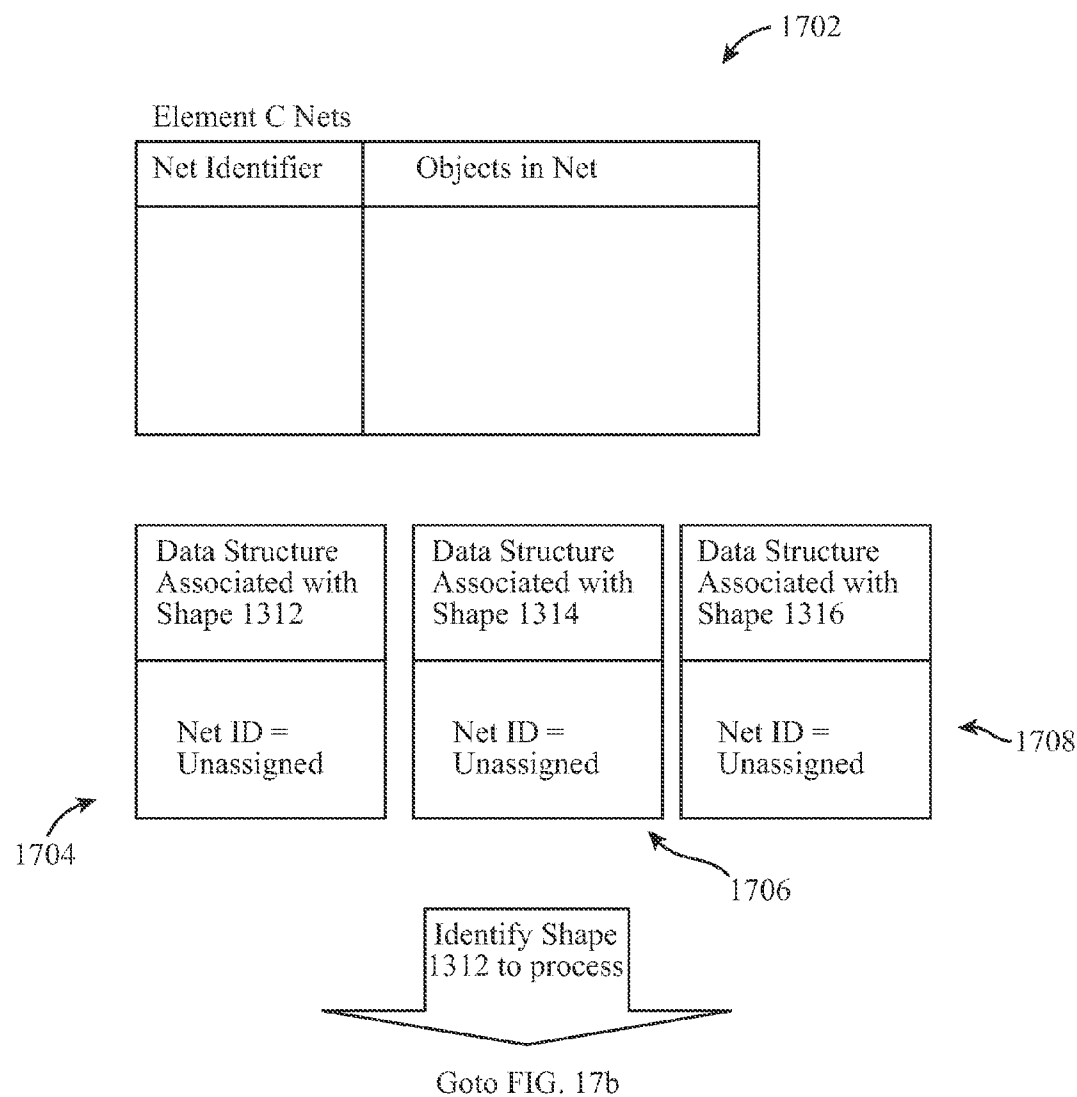 1702
Element C Nets
Net Identifier
Objects in Net
Data Structure
Associated with
Shape 1312
Data Structure
Associated with
Shape 1314
Data Structure
Associated with
Shape 1316
Net ID =
Unassigned
Net ID =
Unassigned
Net ID =
Unassigned
1708
1704
1706
Identify Shape
1312 to process
Goto FIG. 17b